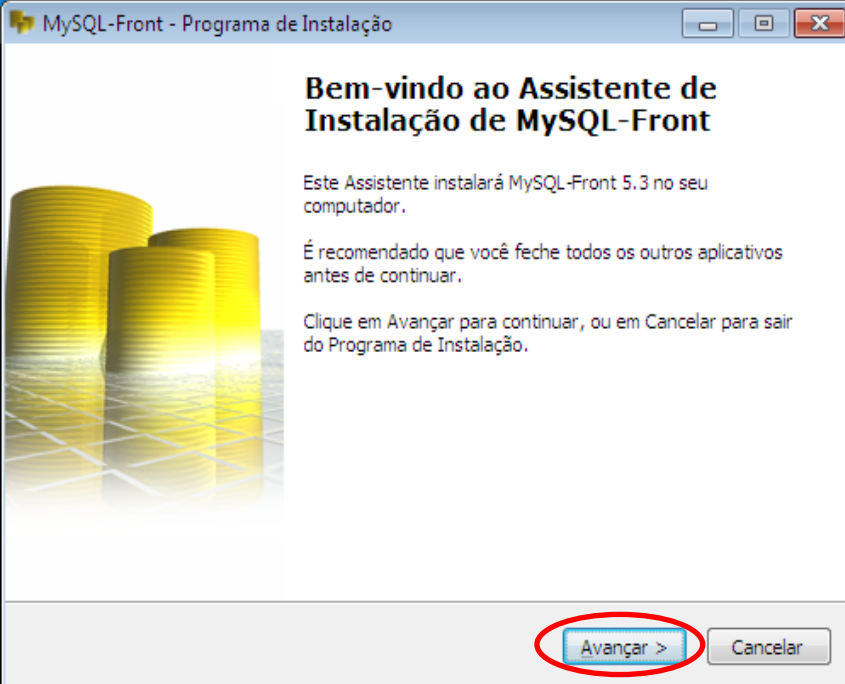 MySQL-Front - Programa de Instalação
Bem-vindo ao Assistente de
Instalação de MySQL-Front
Este Assistente instalará MySQL-Front 5.3 no seu
computador.
É recomendado que você feche todos os outros aplicativos
antes de continuar.
Clique em Avançar para continuar, ou em Cancelar para sair
do Programa de Instalação.
Avançar >
Cancelar